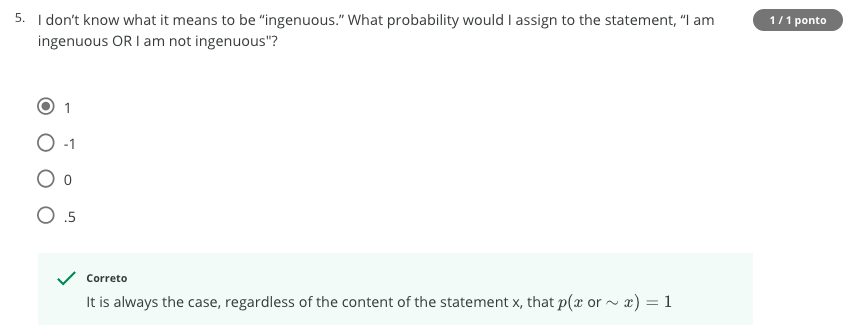 5. I don't know what it means to be “ingenuous.” What probability would I assign to the statement, “I am
ingenuous OR I am not ingenuous"?
1 / 1 ponto
1
-1
0
.5
Correto
It is always the case, regardless of the content of the statement x, that p(x or ∼ x) = 1